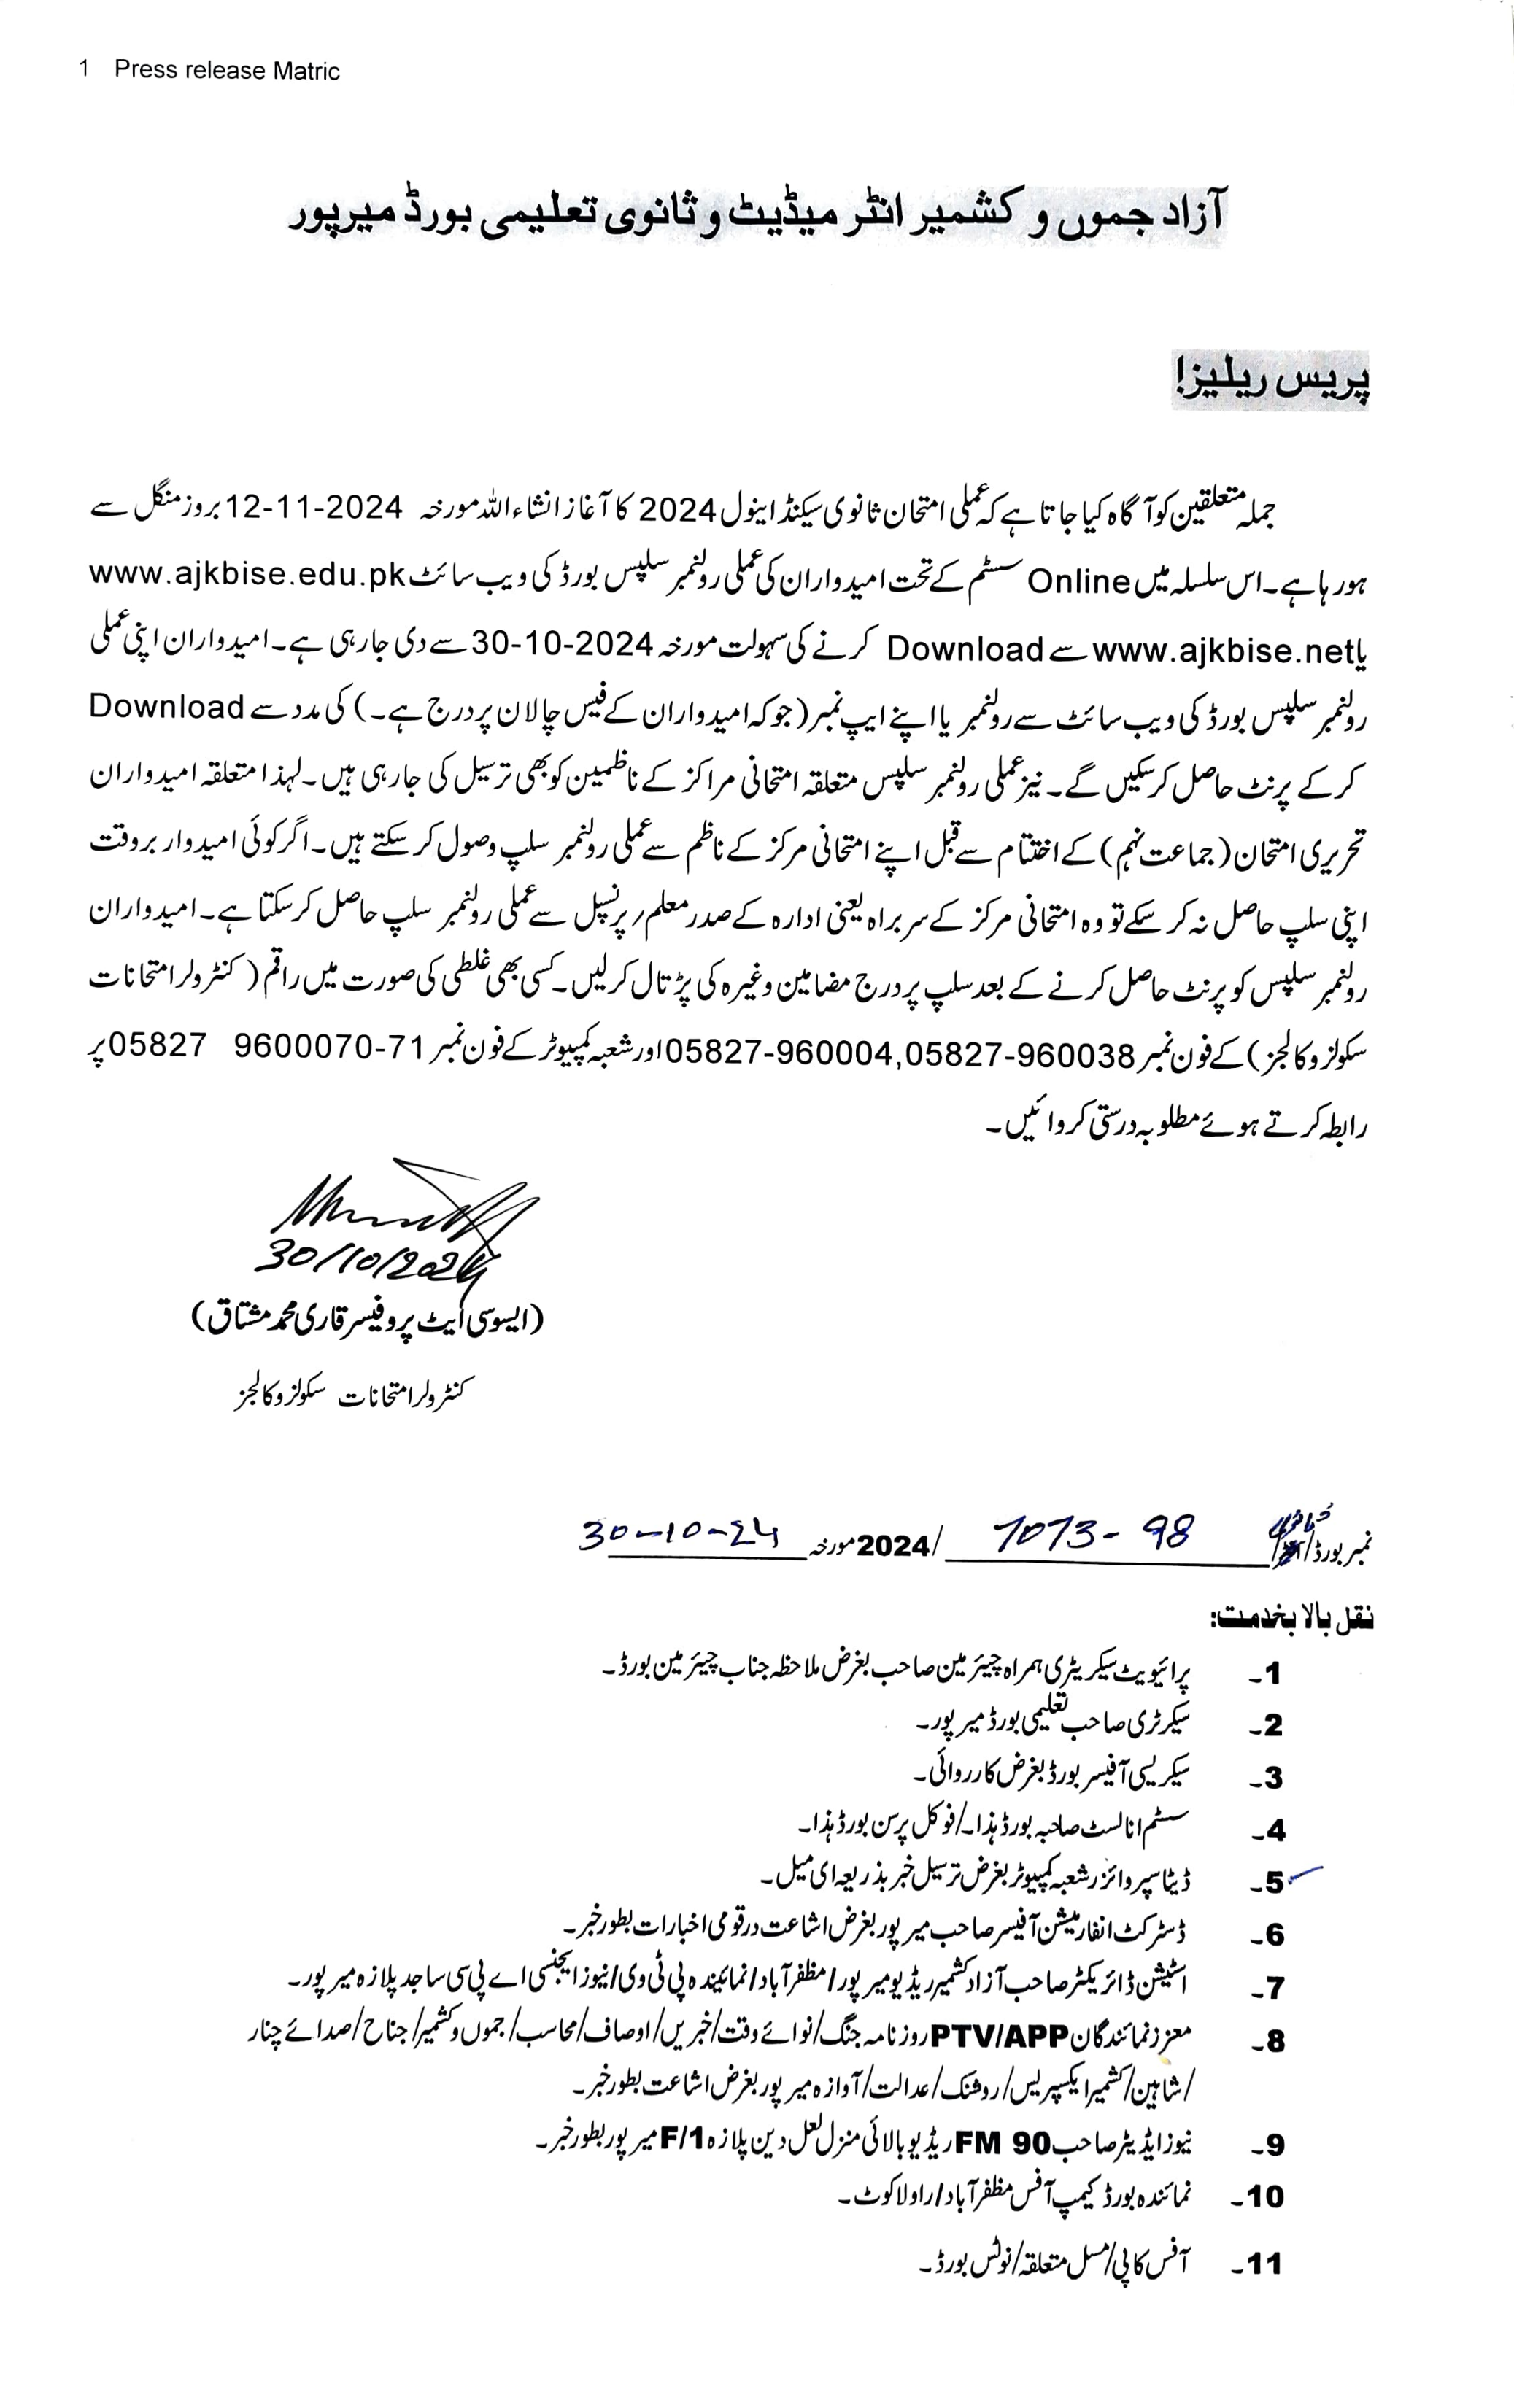 1 Press release Matric
آزاد جموں و کشمیر انٹر میڈیٹ و ثانوی تعلیمی بورڈ میرپور
پریس ریلیز!
جملہ متعلقین کو آگاہ کیا جاتا ہے کہ عملی امتحان ثانوی سیکنڈ اینول 2024 کا آغاز انشاء اللہ مورخہ 12-11-2024 بروز منگل سے
ہو رہا ہے۔ اس سلسلہ میں Online سسٹم کے تحت امیدواران کی عملی رولنمبر سلپس بورڈ کی ویب سائٹ www.ajkbise.edu.pk
یا www.ajkbise.net سے Download کرنے کی سہولت مورخہ 30-10-2024 سے دی جا رہی ہے۔ امیدواران اپنی عملی
رولنمبر سلپس بورڈ کی ویب سائٹ سے رولنمبر یا اپنے ایپ نمبر (جو کہ امیدواران کے فیس چالان پر درج ہے۔) کی مدد سے Download
کر کے پرنٹ حاصل کر سکیں گے۔ نیز عملی رولنمبر سلپس متعلقہ امتحانی مراکز کے ناظمین کو بھی ترسیل کی جا رہی ہیں۔ لہذا متعلقہ امیدواران
تحریری امتحان (جماعت نہم) کے اختتام سے قبل اپنے امتحانی مرکز کے ناظم سے عملی رولنمبر سلپ وصول کر سکتے ہیں۔ اگر کوئی امیدوار بروقت
اپنی سلپ حاصل نہ کر سکے تو وہ امتحانی مرکز کے سربراہ یعنی ادارہ کے صدر معلم/پرنسپل سے عملی رولنمبر سلپ حاصل کر سکتا ہے۔ امیدواران
رولنمبر سلپس کو پرنٹ حاصل کرنے کے بعد سلپ پر درج مضامین وغیرہ کی پڑتال کر لیں۔ کسی بھی غلطی کی صورت میں راقم (کنٹرولر امتحانات
سکولز و کالجز) کے فون نمبر 05827-960004,05827-960038 اور شعبہ کمپیوٹر کے فون نمبر 05827 9600070-71 پر
رابطہ کرتے ہوئے مطلوبہ درستی کروائیں۔
30/10/2024
(ایسوسی ایٹ پروفیسر قاری محمد مشتاق)
کنٹرولر امتحانات سکولز و کالجز
نمبر بورڈ/ 7073-98 /2024 مورخہ 30-10-24
نقل بالا بخدمت:
1۔ پرائیویٹ سیکریٹری ہمراہ چیئر مین صاحب بغرض ملاحظہ جناب چیئر مین بورڈ۔
2۔ سیکرٹری صاحب تعلیمی بورڈ میرپور۔
3۔ سیکریسی آفیسر بورڈ بغرض کارروائی۔
4۔ سسٹم انالسٹ صاحبہ بورڈ ہذا۔/فوکل پرسن بورڈ ہذا۔
5۔ ڈیٹا سپروائزر شعبہ کمپیوٹر بغرض ترسیل خبر بذریعہ ای میل۔
6۔ ڈسٹرکٹ انفارمیشن آفیسر صاحب میرپور بغرض اشاعت در قومی اخبارات بطور خبر۔
7۔ اسٹیشن ڈائریکٹر صاحب آزاد کشمیر ریڈیو میرپور/مظفرآباد/نمائیندہ پی ٹی وی/نیوز ایجنسی اے پی پی ساجد پلازہ میرپور۔
8۔ معزز نمائندگان PTV/APP روزنامہ جنگ/نوائے وقت/خبریں/اوصاف/محاسب/جموں و کشمیر/جناح/صدائے چنار
/شاہین/کشمیر ایکسپریس/روشنک/عدالت/آوازہ میرپور بغرض اشاعت بطور خبر۔
9۔ نیوز ایڈیٹر صاحب FM 90 ریڈیو بالائی منزل لعل دین پلازہ F/1 میرپور بطور خبر۔
10۔ نمائندہ بورڈ کیمپ آفس مظفرآباد/راولاکوٹ۔
11۔ آفس کاپی/مسل متعلقہ/نوٹس بورڈ۔